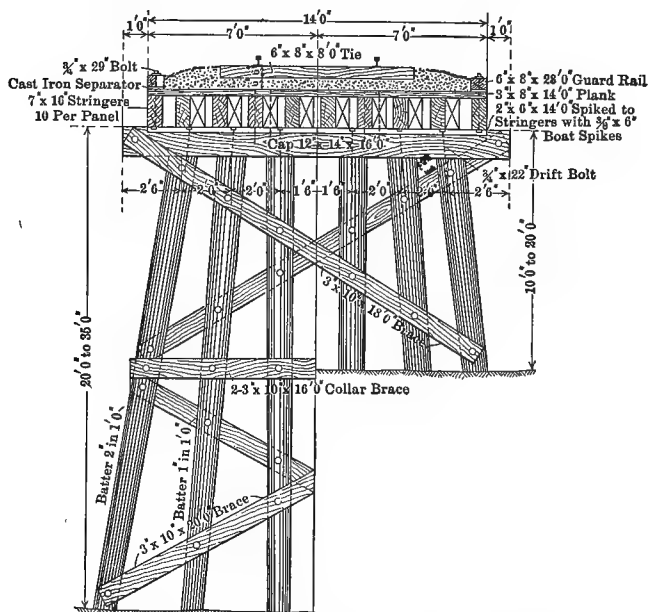 14'0"
1'0" 7'0" 7'0" 1'0"
¾" x 29" Bolt
6" x 8" x 8'0" Tie
Cast Iron Separator
7" x 16" Stringers
10 Per Panel
6" x 8" x 28'0" Guard Rail
3" x 8" x 14'0" Plank
2" x 6" x 14'0" Spiked to
Stringers with ⅜" x 6"
Boat Spikes
Cap 12" x 14" x 16'0"
¾" x 22" Drift Bolt
2'6" 2'0" 2'0" 1'6" 1'6" 2'0" 2'0" 2'6"
20'0" to 35'0"
10'0" to 20'0"
3" x 10" x 18'0" Brace
2-3" x 10" x 16'0" Collar Brace
Batter 2" in 1'0"
Batter 1" in 1'0"
3" x 10" x 20'0" Brace